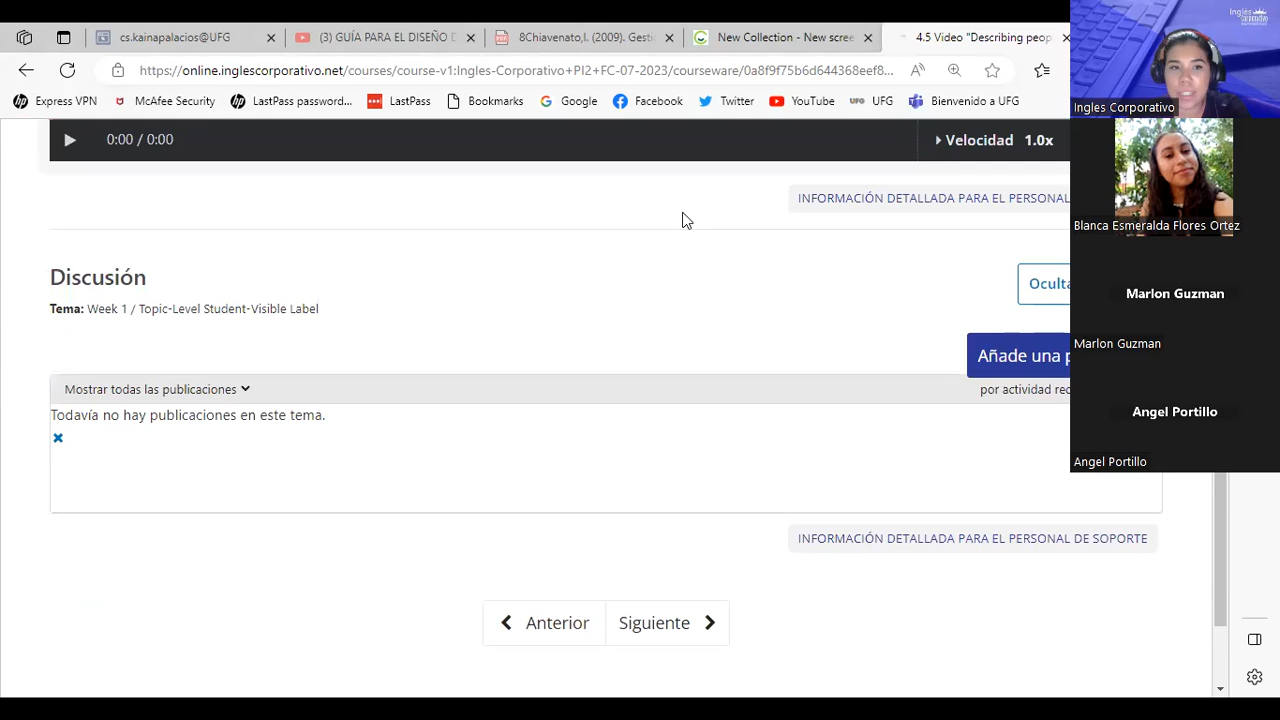 cs.kainapalacios@UFG
(3) GUÍA PARA EL DISEÑO E
8Chiavenato,I. (2009). Gesti
New Collection - New scree
4.5 Video "Describing peop
https://online.inglescorporativo.net/courses/course-v1:Ingles-Corporativo+PI2+FC-07-2023/courseware/0a8f9f75b6d644368eef8...
Express VPN
McAfee Security
LastPass password...
LastPass
Bookmarks
Google
Facebook
Twitter
YouTube
UFG
UFG
Bienvenido a UFG
0:00 / 0:00
Velocidad 1.0x
INFORMACIÓN DETALLADA PARA EL PERSONAL
Discusión
Oculta
Tema: Week 1 / Topic-Level Student-Visible Label
Añade una p
Mostrar todas las publicaciones
por actividad rec
Todavía no hay publicaciones en este tema.
INFORMACIÓN DETALLADA PARA EL PERSONAL DE SOPORTE
Anterior
Siguiente
Ingles
corporativo
Ingles Corporativo
Blanca Esmeralda Flores Ortez
Marlon Guzman
Marlon Guzman
Angel Portillo
Angel Portillo